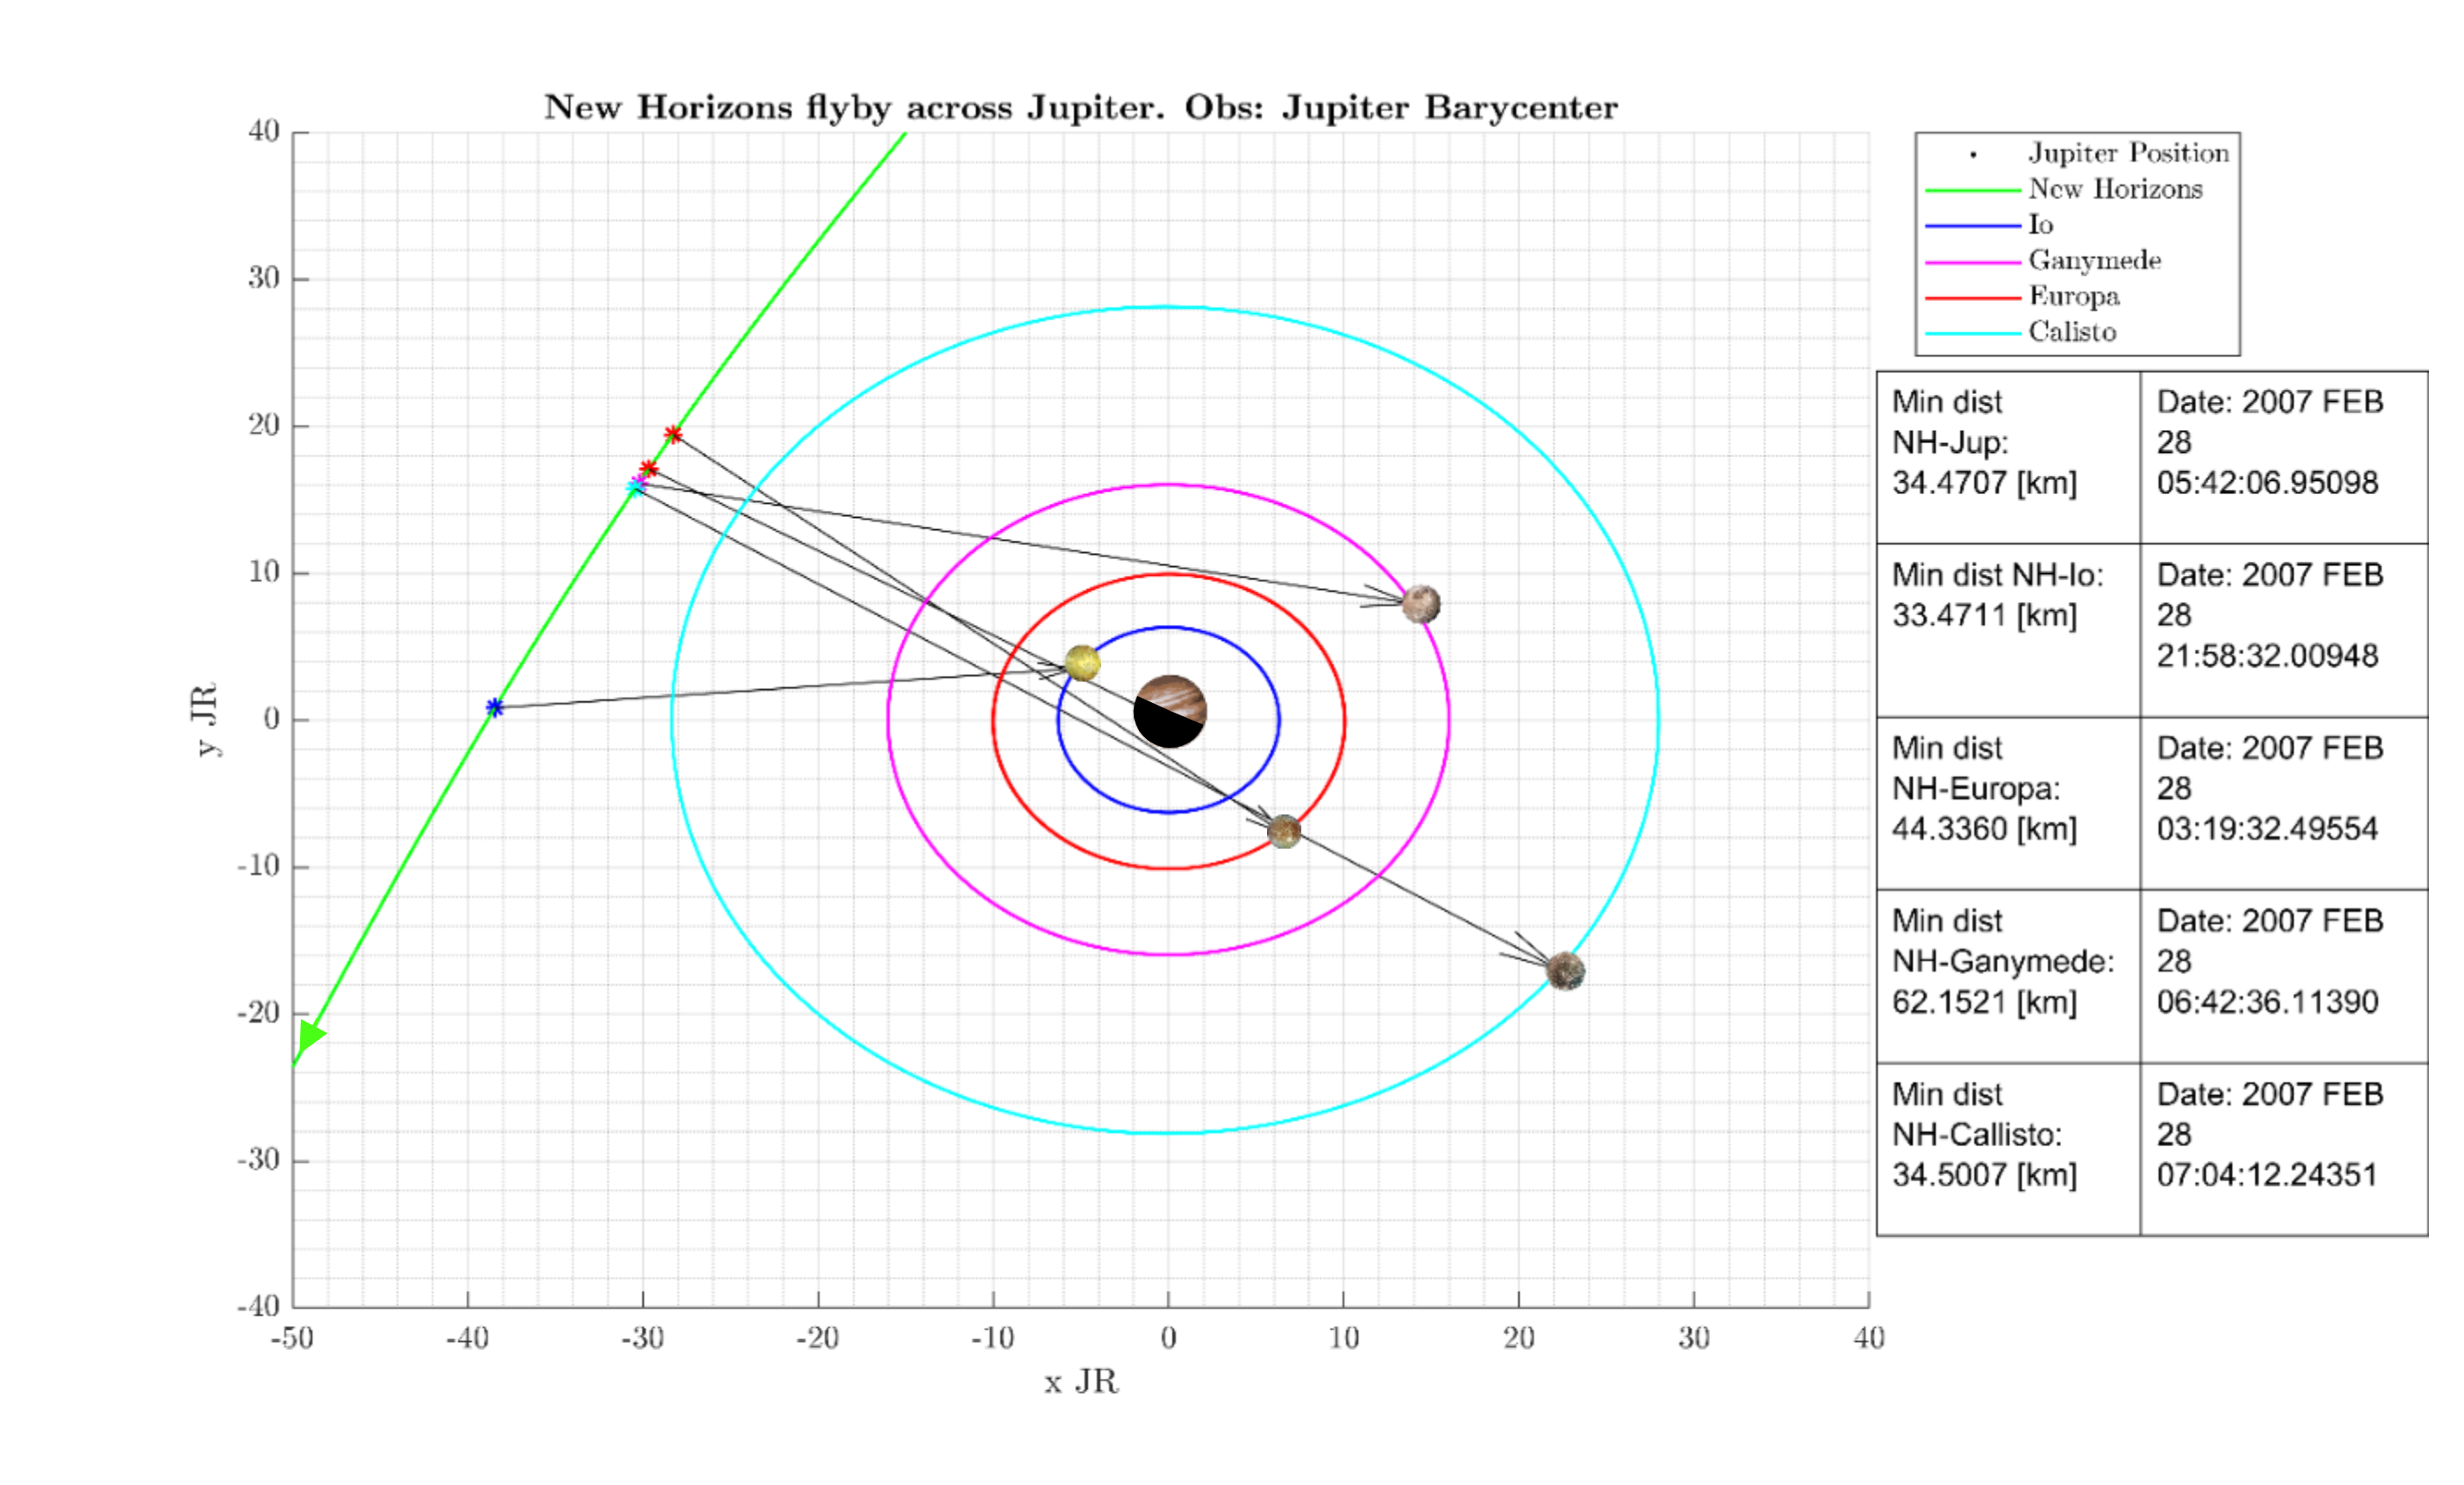 New Horizons flyby across Jupiter. Obs: Jupiter Barycenter
40
30
20
10
0
-10
-20
-30
-40
y JR
-50
-40
-30
-20
-10
0
10
20
30
40
x JR
Jupiter Position
New Horizons
Io
Ganymede
Europa
Calisto
Min dist
NH-Jup:
34.4707 [km]
Date: 2007 FEB
28
05:42:06.95098
Min dist NH-Io:
33.4711 [km]
Date: 2007 FEB
28
21:58:32.00948
Min dist
NH-Europa:
44.3360 [km]
Date: 2007 FEB
28
03:19:32.49554
Min dist
NH-Ganymede:
62.1521 [km]
Date: 2007 FEB
28
06:42:36.11390
Min dist
NH-Callisto:
34.5007 [km]
Date: 2007 FEB
28
07:04:12.24351